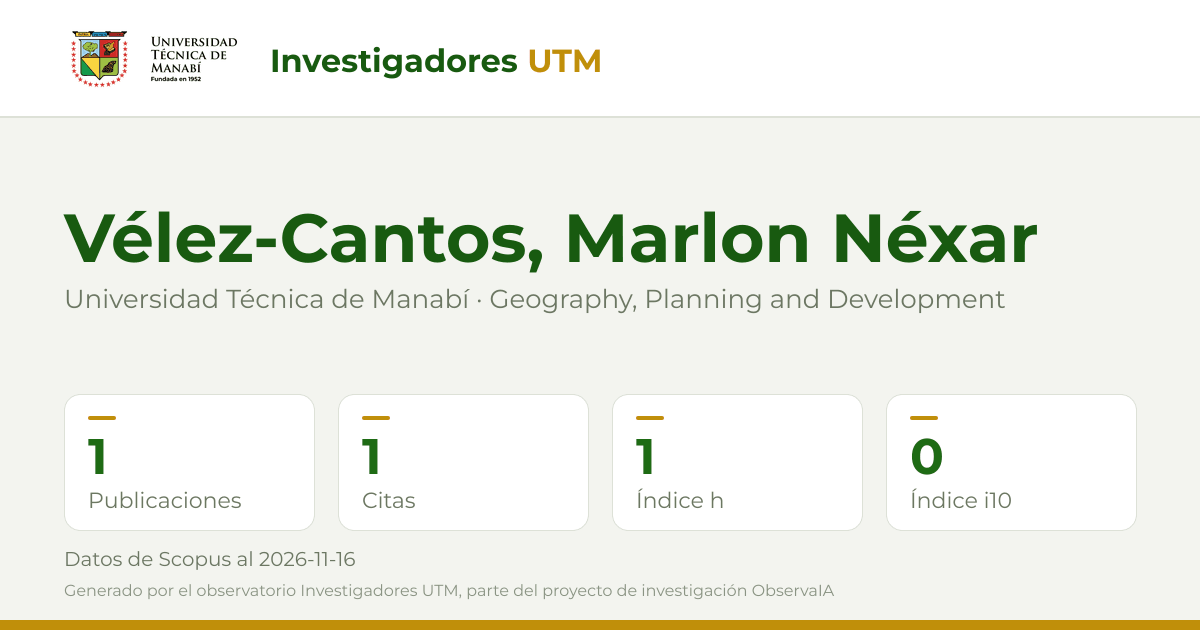 UNIVERSIDAD
TÉCNICA DE
MANABÍ
Fundada en 1952
Investigadores UTM
Vélez-Cantos, Marlon Néxar
Universidad Técnica de Manabí · Geography, Planning and Development
1
Publicaciones
1
Citas
1
Índice h
0
Índice i10
Datos de Scopus al 2026-11-16
Generado por el observatorio Investigadores UTM, parte del proyecto de investigación ObservaIA